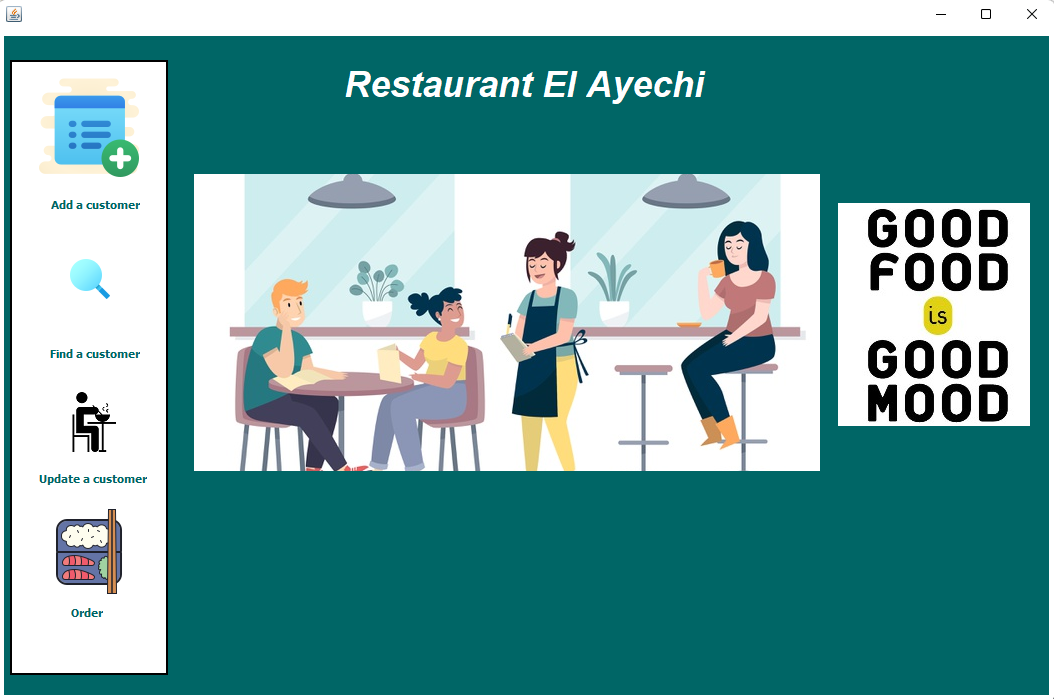 Restaurant El Ayechi
Add a customer
Find a customer
Update a customer
Order
GOOD
FOOD
is
GOOD
MOOD